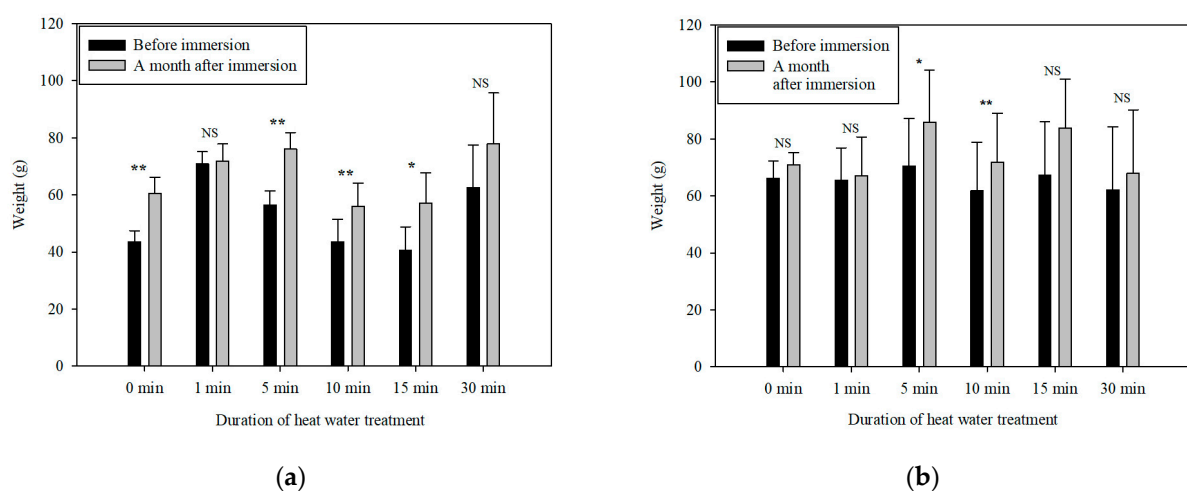 120
100
80
60
40
20
0
Weight (g)
Before immersion
A month after immersion
** NS ** ** * NS
0 min 1 min 5 min 10 min 15 min 30 min
Duration of heat water treatment
(a)
120
100
80
60
40
20
0
Weight (g)
Before immersion
A month
after immersion
NS NS * ** NS NS
0 min 1 min 5 min 10 min 15 min 30 min
Duration of heat water treatment
(b)